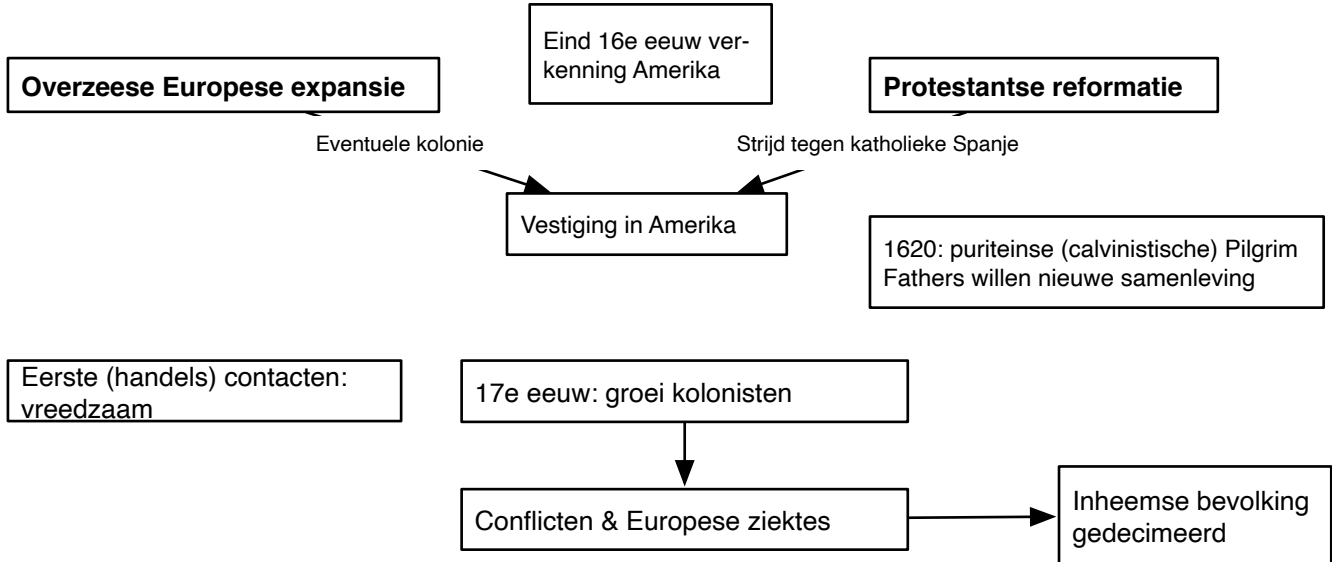 Eind 16e eeuw ver-
kenning Amerika
Overzeese Europese expansie
Protestantse reformatie
Eventuele kolonie
Strijd tegen katholieke Spanje
Vestiging in Amerika
1620: puriteinse (calvinistische) Pilgrim
Fathers willen nieuwe samenleving
Eerste (handels) contacten:
vreedzaam
17e eeuw: groei kolonisten
Conflicten & Europese ziektes
Inheemse bevolking
gedecimeerd